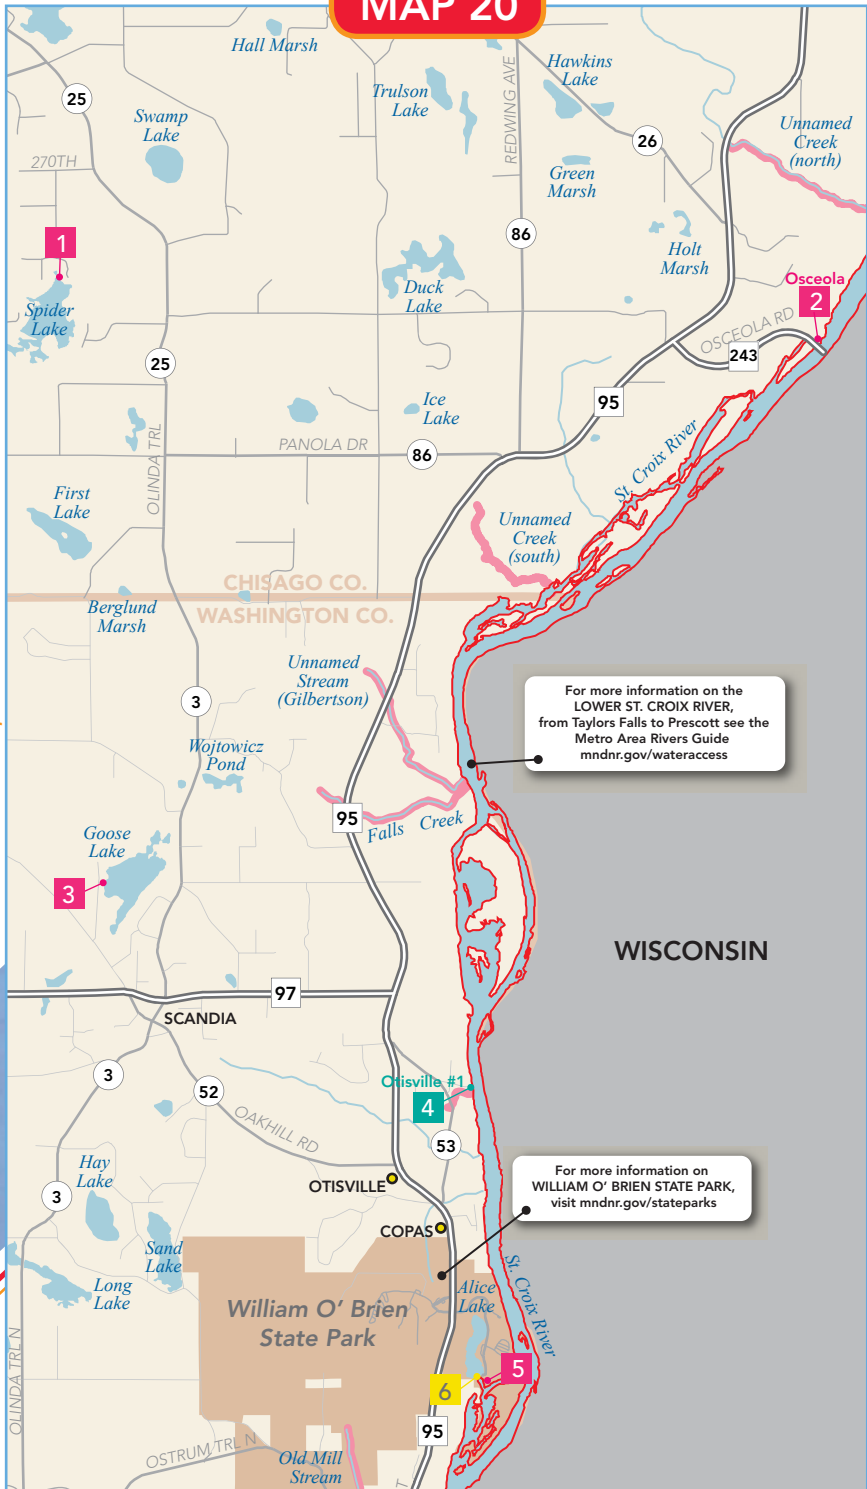 MAP 20
Hall Marsh
Hawkins
Lake
Trulson
Lake
REDWING AVE
25
Swamp
Lake
Unnamed
Creek
(north)
26
270TH
Green
Marsh
1
86
Holt
Marsh
Osceola
2
Duck
Lake
Spider
Lake
OSCEOLA RD
243
25
95
Ice
Lake
OLINDA TRL
PANOLA DR
86
St. Croix River
First
Lake
Unnamed
Creek
(south)
CHISAGO CO.
WASHINGTON CO.
Berglund
Marsh
Unnamed
Stream
(Gilbertson)
For more information on the
LOWER ST. CROIX RIVER,
from Taylors Falls to Prescott see the
Metro Area Rivers Guide
mndnr.gov/wateraccess
3
Wojtowicz
Pond
95
Falls Creek
Goose
Lake
3
WISCONSIN
97
SCANDIA
3
52
Otisville #1
4
OAKHILL RD
53
Hay
Lake
3
OTISVILLE
For more information on
WILLIAM O' BRIEN STATE PARK,
visit mndnr.gov/stateparks
COPAS
Sand
Lake
Long
Lake
Alice
Lake
St. Croix River
William O' Brien
State Park
5
6
OLINDA TRL N
95
OSTRUM TRL N
Old Mill
Stream
T